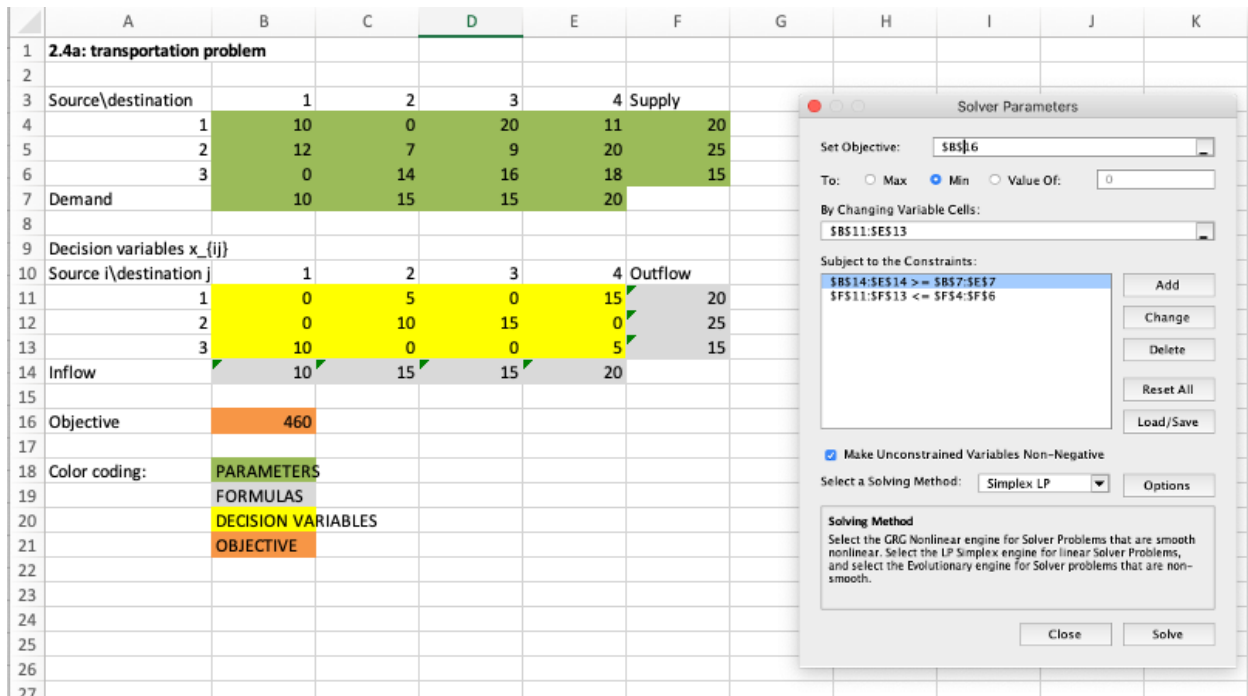 A B C D E F G H I J K
1 2.4a: transportation problem
2
3 Source\destination 1 2 3 4 Supply
4 1 10 0 20 11 20
5 2 12 7 9 20 25
6 3 0 14 16 18 15
7 Demand 10 15 15 20
8
9 Decision variables x_{ij}
10 Source i\destination j 1 2 3 4 Outflow
11 1 0 5 0 15 20
12 2 0 10 15 0 25
13 3 10 0 0 5 15
14 Inflow 10 15 15 20
15
16 Objective 460
17
18 Color coding: PARAMETERS
19 FORMULAS
20 DECISION VARIABLES
21 OBJECTIVE
22
23
24
25
26
27
Solver Parameters
Set Objective: $B$16
To: Max Min Value Of: 0
By Changing Variable Cells:
$B$11:$E$13
Subject to the Constraints:
$B$14:$E$14 >= $B$7:$E$7
$F$11:$F$13 <= $F$4:$F$6
Add
Change
Delete
Reset All
Load/Save
Make Unconstrained Variables Non-Negative
Select a Solving Method: Simplex LP Options
Solving Method
Select the GRG Nonlinear engine for Solver Problems that are smooth
nonlinear. Select the LP Simplex engine for linear Solver Problems,
and select the Evolutionary engine for Solver problems that are non-
smooth.
Close Solve